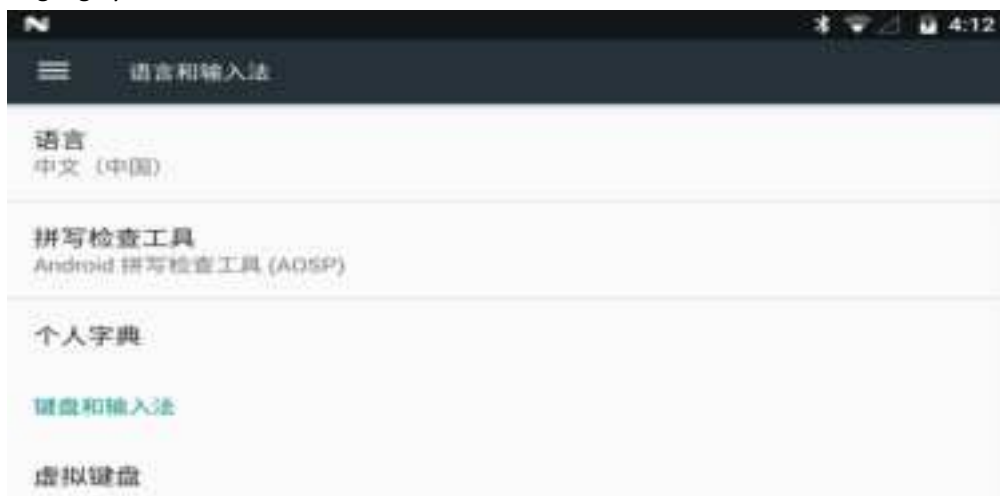 4:12
语言和输入法
语言
中文（中国）
拼写检查工具
Android 拼写检查工具 (AOSP)
个人字典
键盘和输入法
虚拟键盘